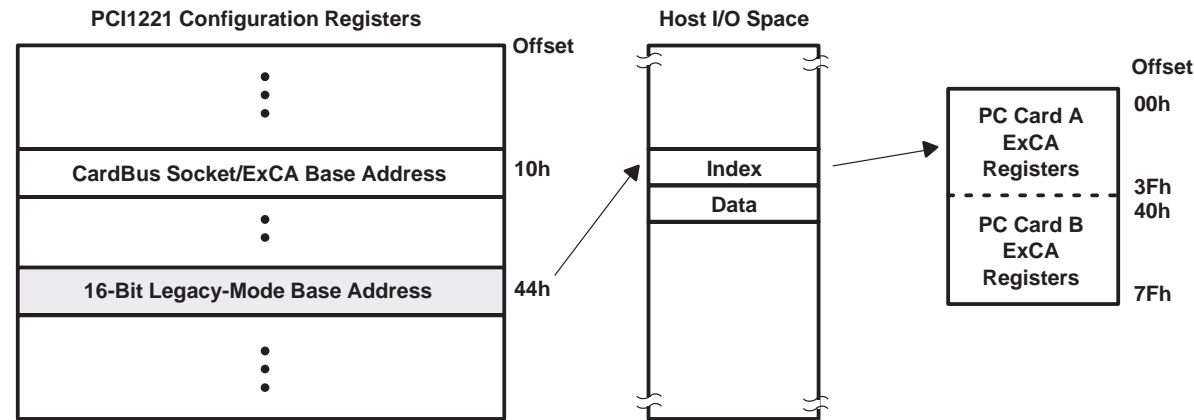 PCI1221 Configuration Registers
Offset
CardBus Socket/ExCA Base Address
10h
16-Bit Legacy-Mode Base Address
44h
Host I/O Space
Index
Data
Offset
PC Card A
ExCA
Registers
00h
3Fh
40h
PC Card B
ExCA
Registers
7Fh